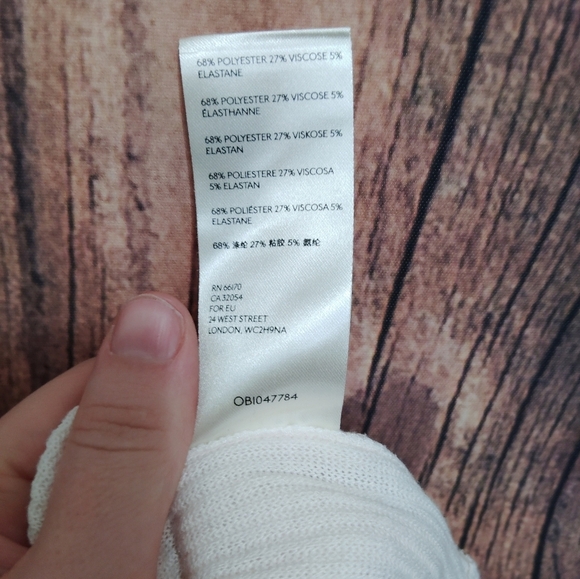 68% POLYESTER 27% VISCOSE 5%
ELASTANE
68% POLYESTER 27% VISCOSE 5%
ÉLASTHANNE
68% POLYESTER 27% VISKOSE 5%
ELASTAN
68% POLIESTERE 27% VISCOSA
5% ELASTAN
68% POLIÉSTER 27% VISCOSA 5%
ELASTANE
68% 涤纶 27% 粘胶 5% 氨纶
RN 66170
CA 32054
FOR EU
24 WEST STREET
LONDON, WC2H9NA
OB1047784